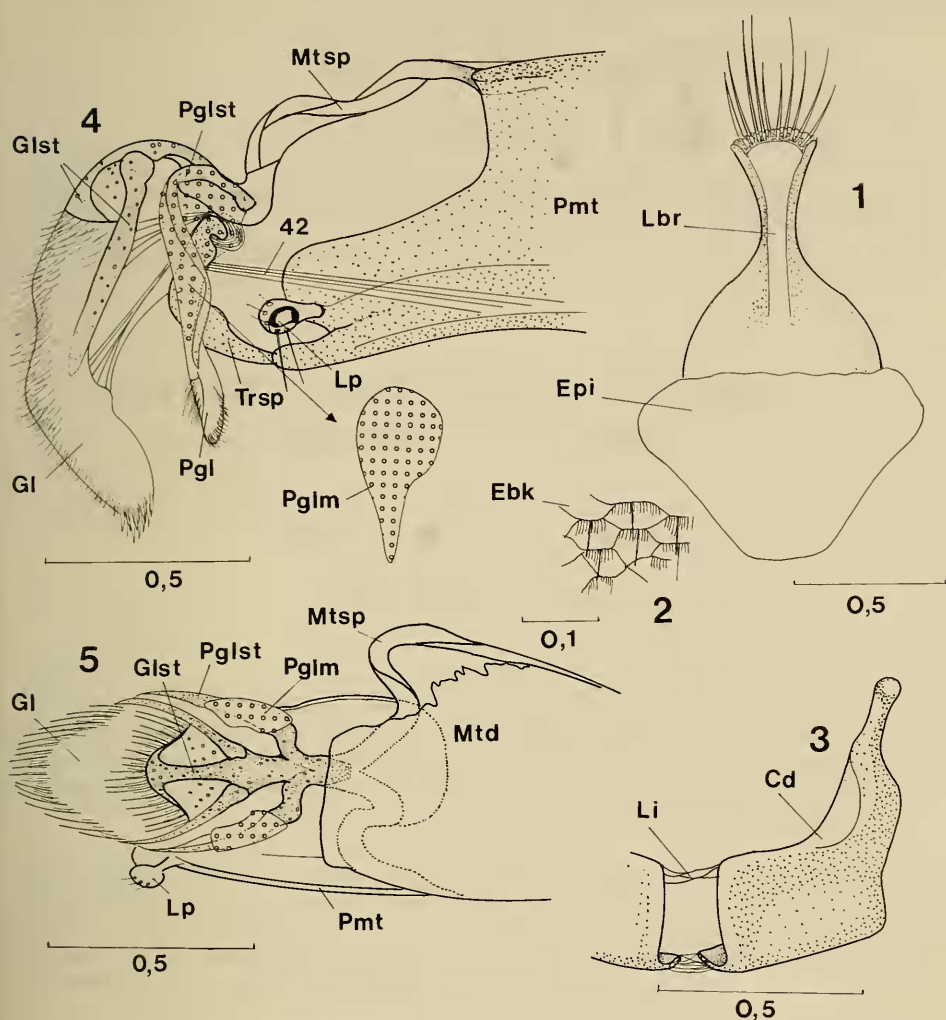 4
Glst
Pglst
Mtsp
42
Pmt
Lp
Trsp
Pgl
Gl
Pglm
0,5
1
Lbr
Epi
0,5
Ebk
2
0,1
5
Gl
Glst
Pglst
Pglm
Mtsp
Mtd
Lp
Pmt
0,5
3
Cd
Li
0,5